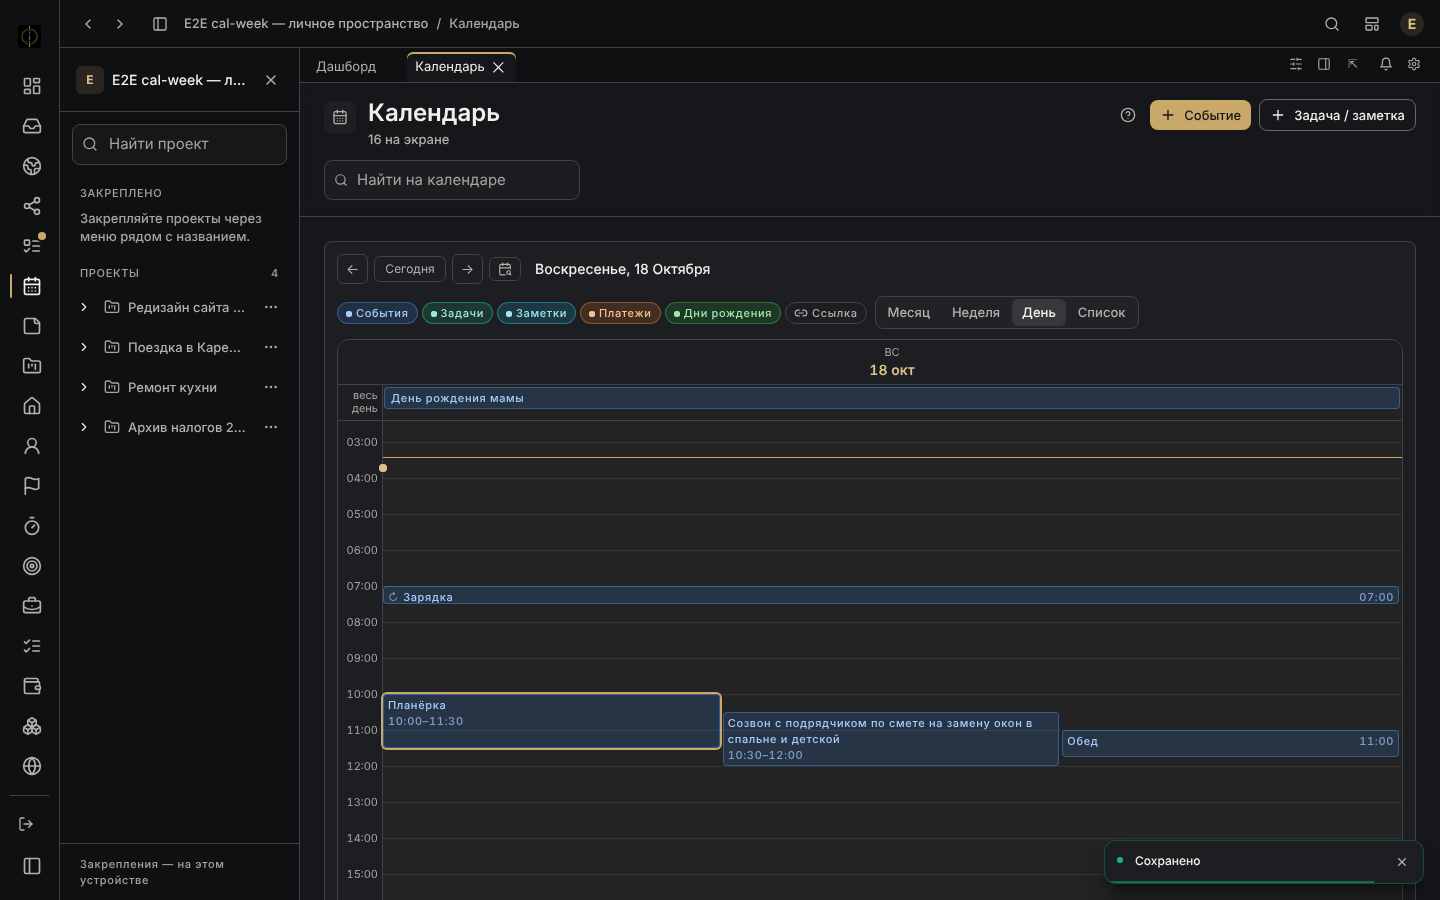 E2E cal-week — личное пространство / Календарь
E
E
E2E cal-week — л...
Найти проект
ЗАКРЕПЛЕНО
Закрепляйте проекты через
меню рядом с названием.
ПРОЕКТЫ 4
Редизайн сайта ...
Поездка в Каре...
Ремонт кухни
Архив налогов 2...
Закрепления — на этом
устройстве
Дашборд
Календарь
Календарь
16 на экране
Событие
Задача / заметка
Найти на календаре
Сегодня
Воскресенье, 18 Октября
События
Задачи
Заметки
Платежи
Дни рождения
Ссылка
Месяц
Неделя
День
Список
ВС
18 окт
весь
день
День рождения мамы
03:00
04:00
05:00
06:00
07:00
Зарядка 07:00
08:00
09:00
10:00
Планёрка
10:00–11:30
Созвон с подрядчиком по смете на замену окон в
спальне и детской
10:30–12:00
11:00
Обед 11:00
12:00
13:00
14:00
15:00
Сохранено